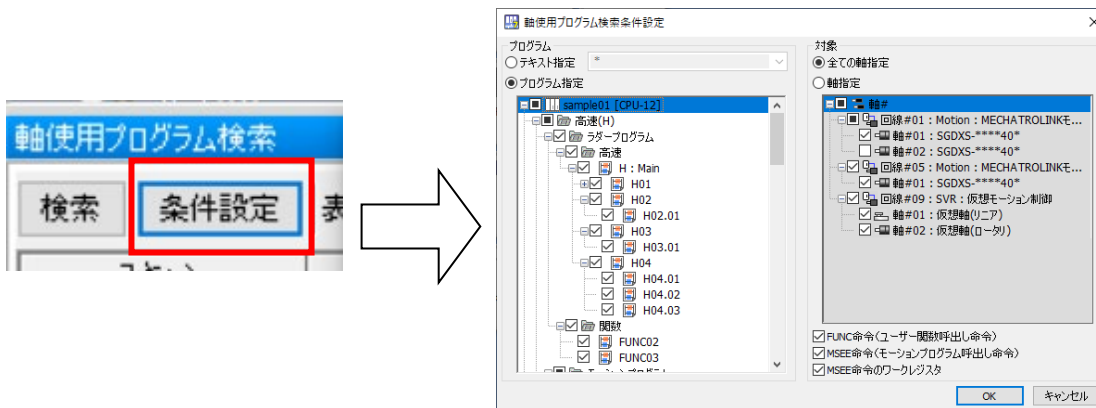 軸使用プログラム検索
検索
条件設定
表
軸使用プログラム検索条件設定
プログラム
テキスト指定
*
プログラム指定
sample01 [CPU-12]
高速(H)
ラダープログラム
高速
H : Main
H01
H02
H02.01
H03
H03.01
H04
H04.01
H04.02
H04.03
関数
FUNC02
FUNC03
対象
全ての軸指定
軸指定
軸#
回線#01 : Motion : MECHATROLINKモ...
軸#01 : SGDXS-****40*
軸#02 : SGDXS-****40*
回線#05 : Motion : MECHATROLINKモ...
軸#01 : SGDXS-****40*
回線#09 : SVR : 仮想モーション制御
軸#01 : 仮想軸(リニア)
軸#02 : 仮想軸(ロータリ)
FUNC命令(ユーザー関数呼出し命令)
MSEE命令(モーションプログラム呼出し命令)
MSEE命令のワークレジスタ
OK
キャンセル